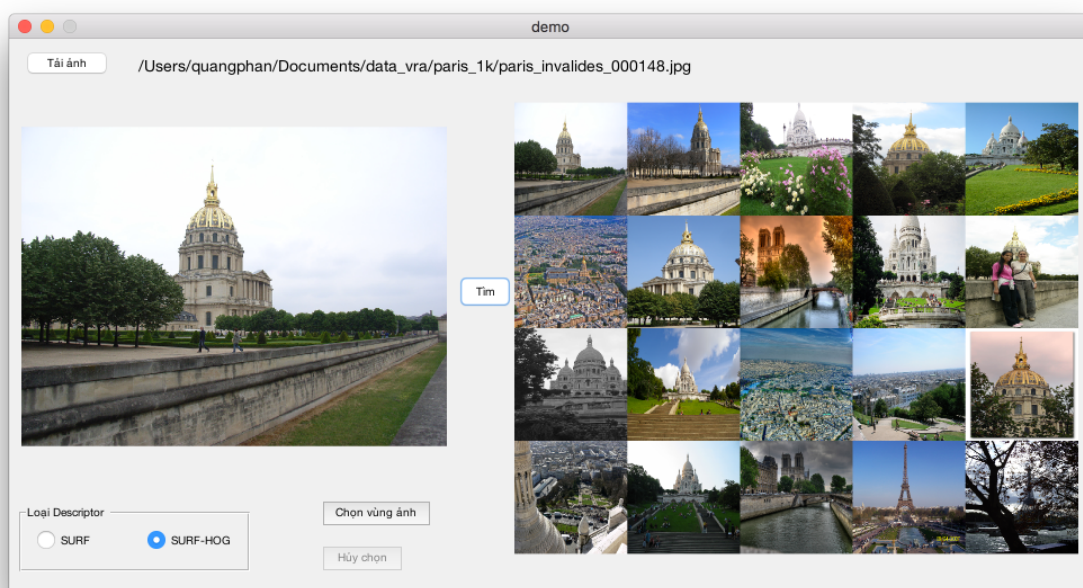 demo
Tải ảnh
/Users/quangphan/Documents/data_vra/paris_1k/paris_invalides_000148.jpg
Tìm
Loại Descriptor
SURF
SURF-HOG
Chọn vùng ảnh
Hủy chọn